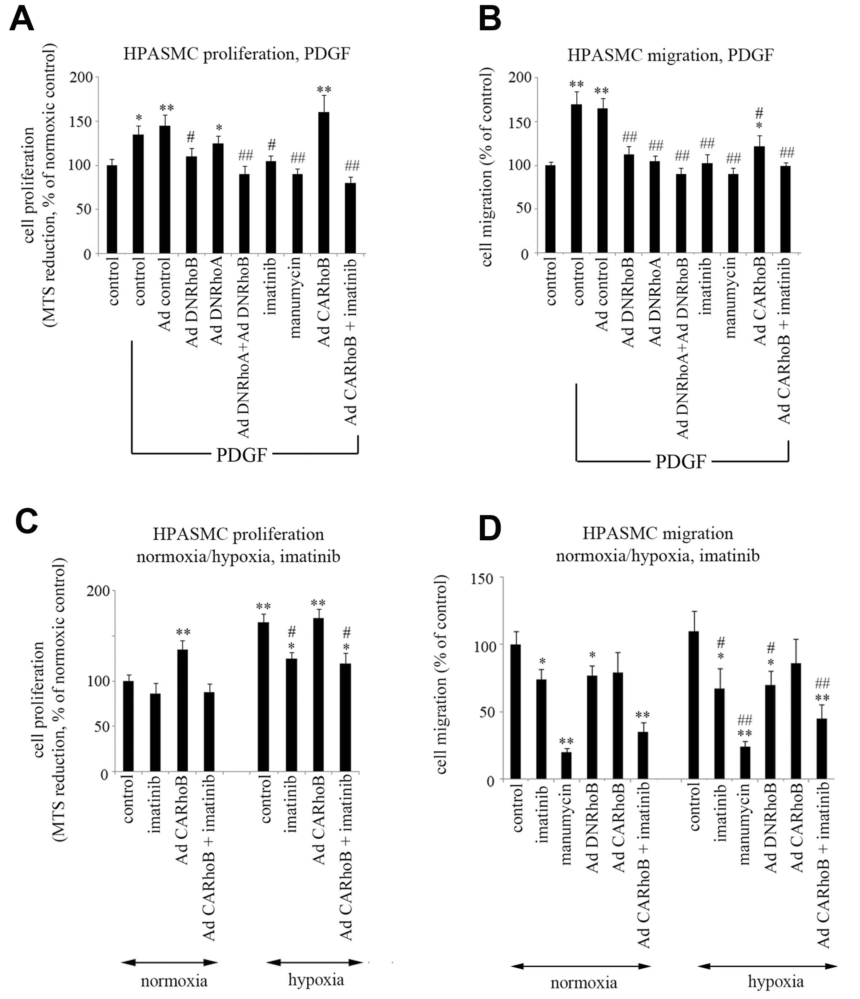 A
HPASMC proliferation, PDGF
cell proliferation
(MTS reduction, % of normoxic control)
200
150
100
50
0
*
**
#
*
##
#
##
**
##
control
control
Ad control
Ad DNRhoB
Ad DNRhoA
Ad DNRhoA+Ad DNRhoB
imatinib
manumycin
Ad CARhoB
Ad CARhoB + imatinib
PDGF
B
HPASMC migration, PDGF
cell migration (% of control)
200
150
100
50
0
**
**
##
##
##
##
##
#
*
##
control
control
Ad control
Ad DNRhoB
Ad DNRhoA
Ad DNRhoA+Ad DNRhoB
imatinib
manumycin
Ad CARhoB
Ad CARhoB + imatinib
PDGF
C
HPASMC proliferation
normoxia/hypoxia, imatinib
cell proliferation
(MTS reduction, % of normoxic control)
200
100
50
0
**
**
#
*
**
#
*
control
imatinib
Ad CARhoB
Ad CARhoB + imatinib
control
imatinib
Ad CARhoB
Ad CARhoB + imatinib
normoxia
hypoxia
D
HPASMC migration
normoxia/hypoxia, imatinib
cell migration (% of control)
150
100
50
0
*
**
*
**
#
*
##
**
#
*
##
**
control
imatinib
manumycin
Ad DNRhoB
Ad CARhoB
Ad CARhoB + imatinib
control
imatinib
manumycin
Ad DNRhoB
Ad CARhoB
Ad CARhoB + imatinib
normoxia
hypoxia